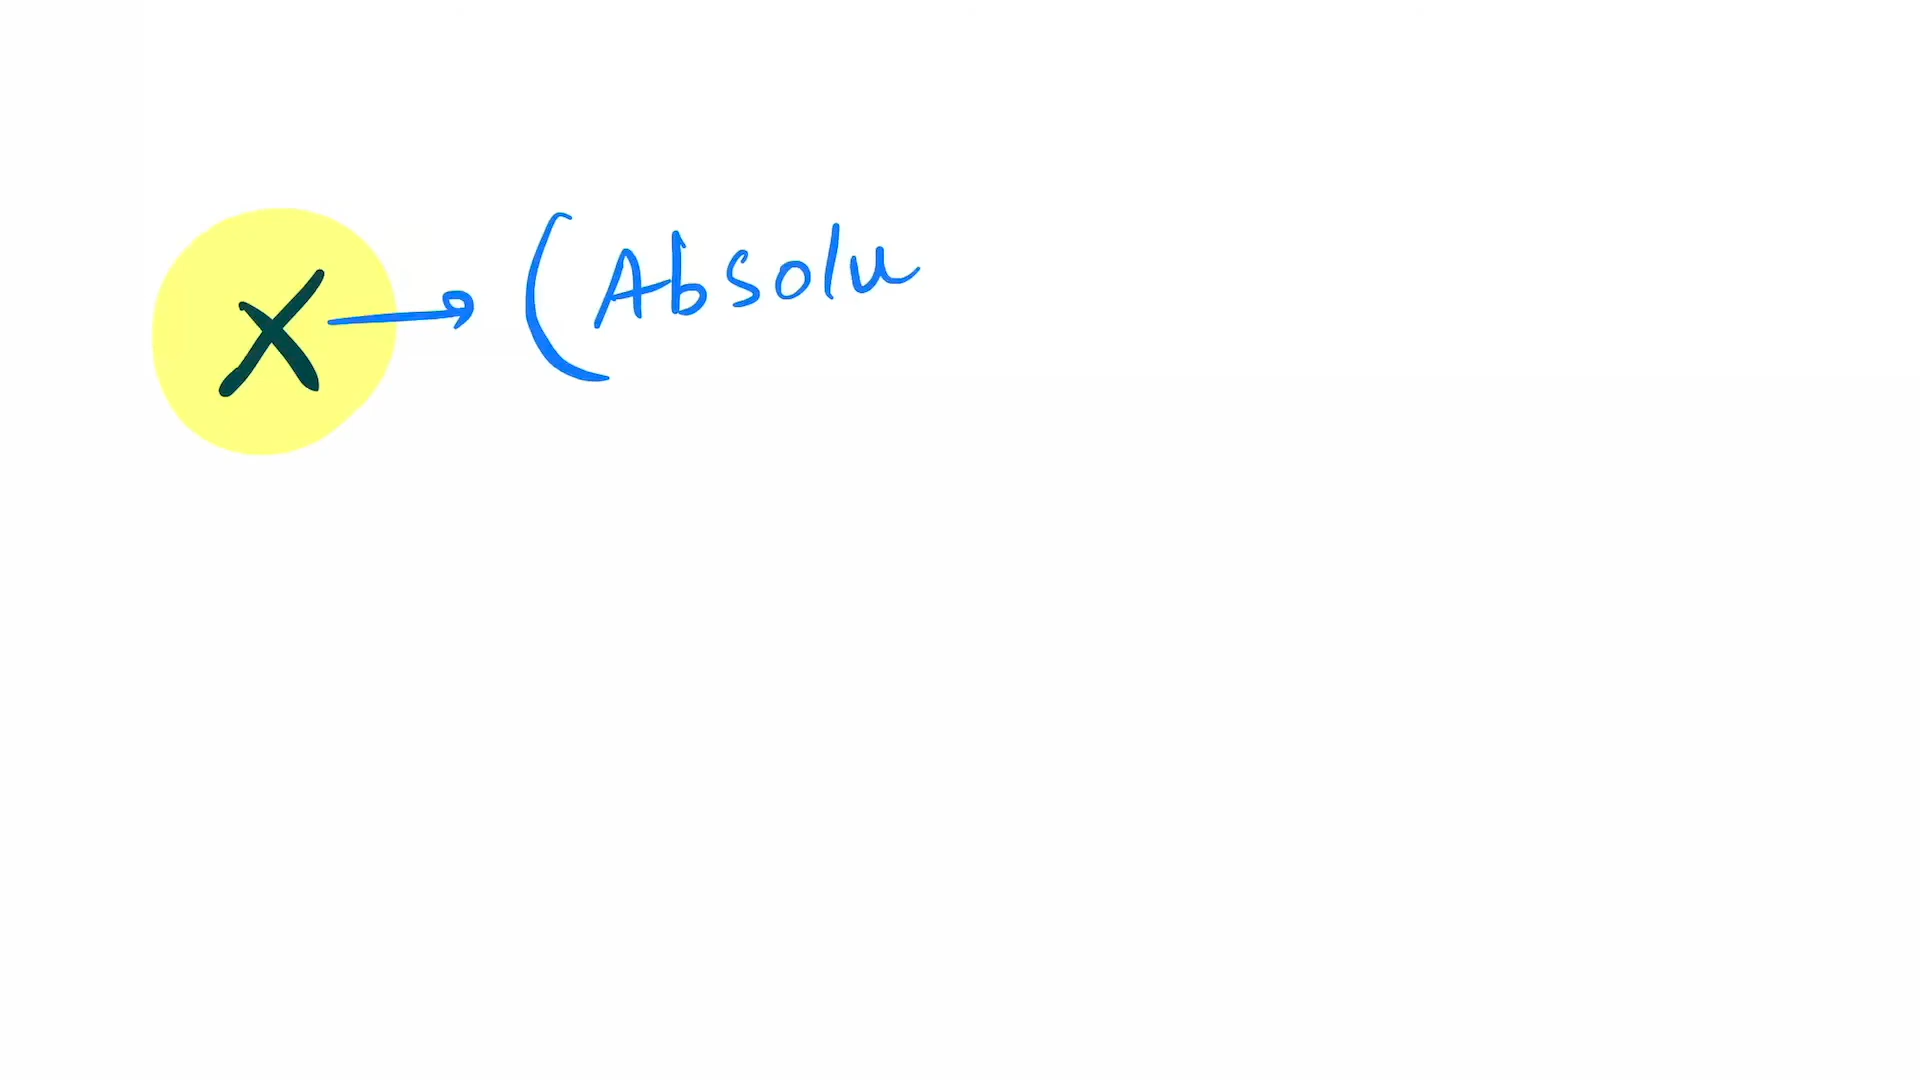 X → (Absolu